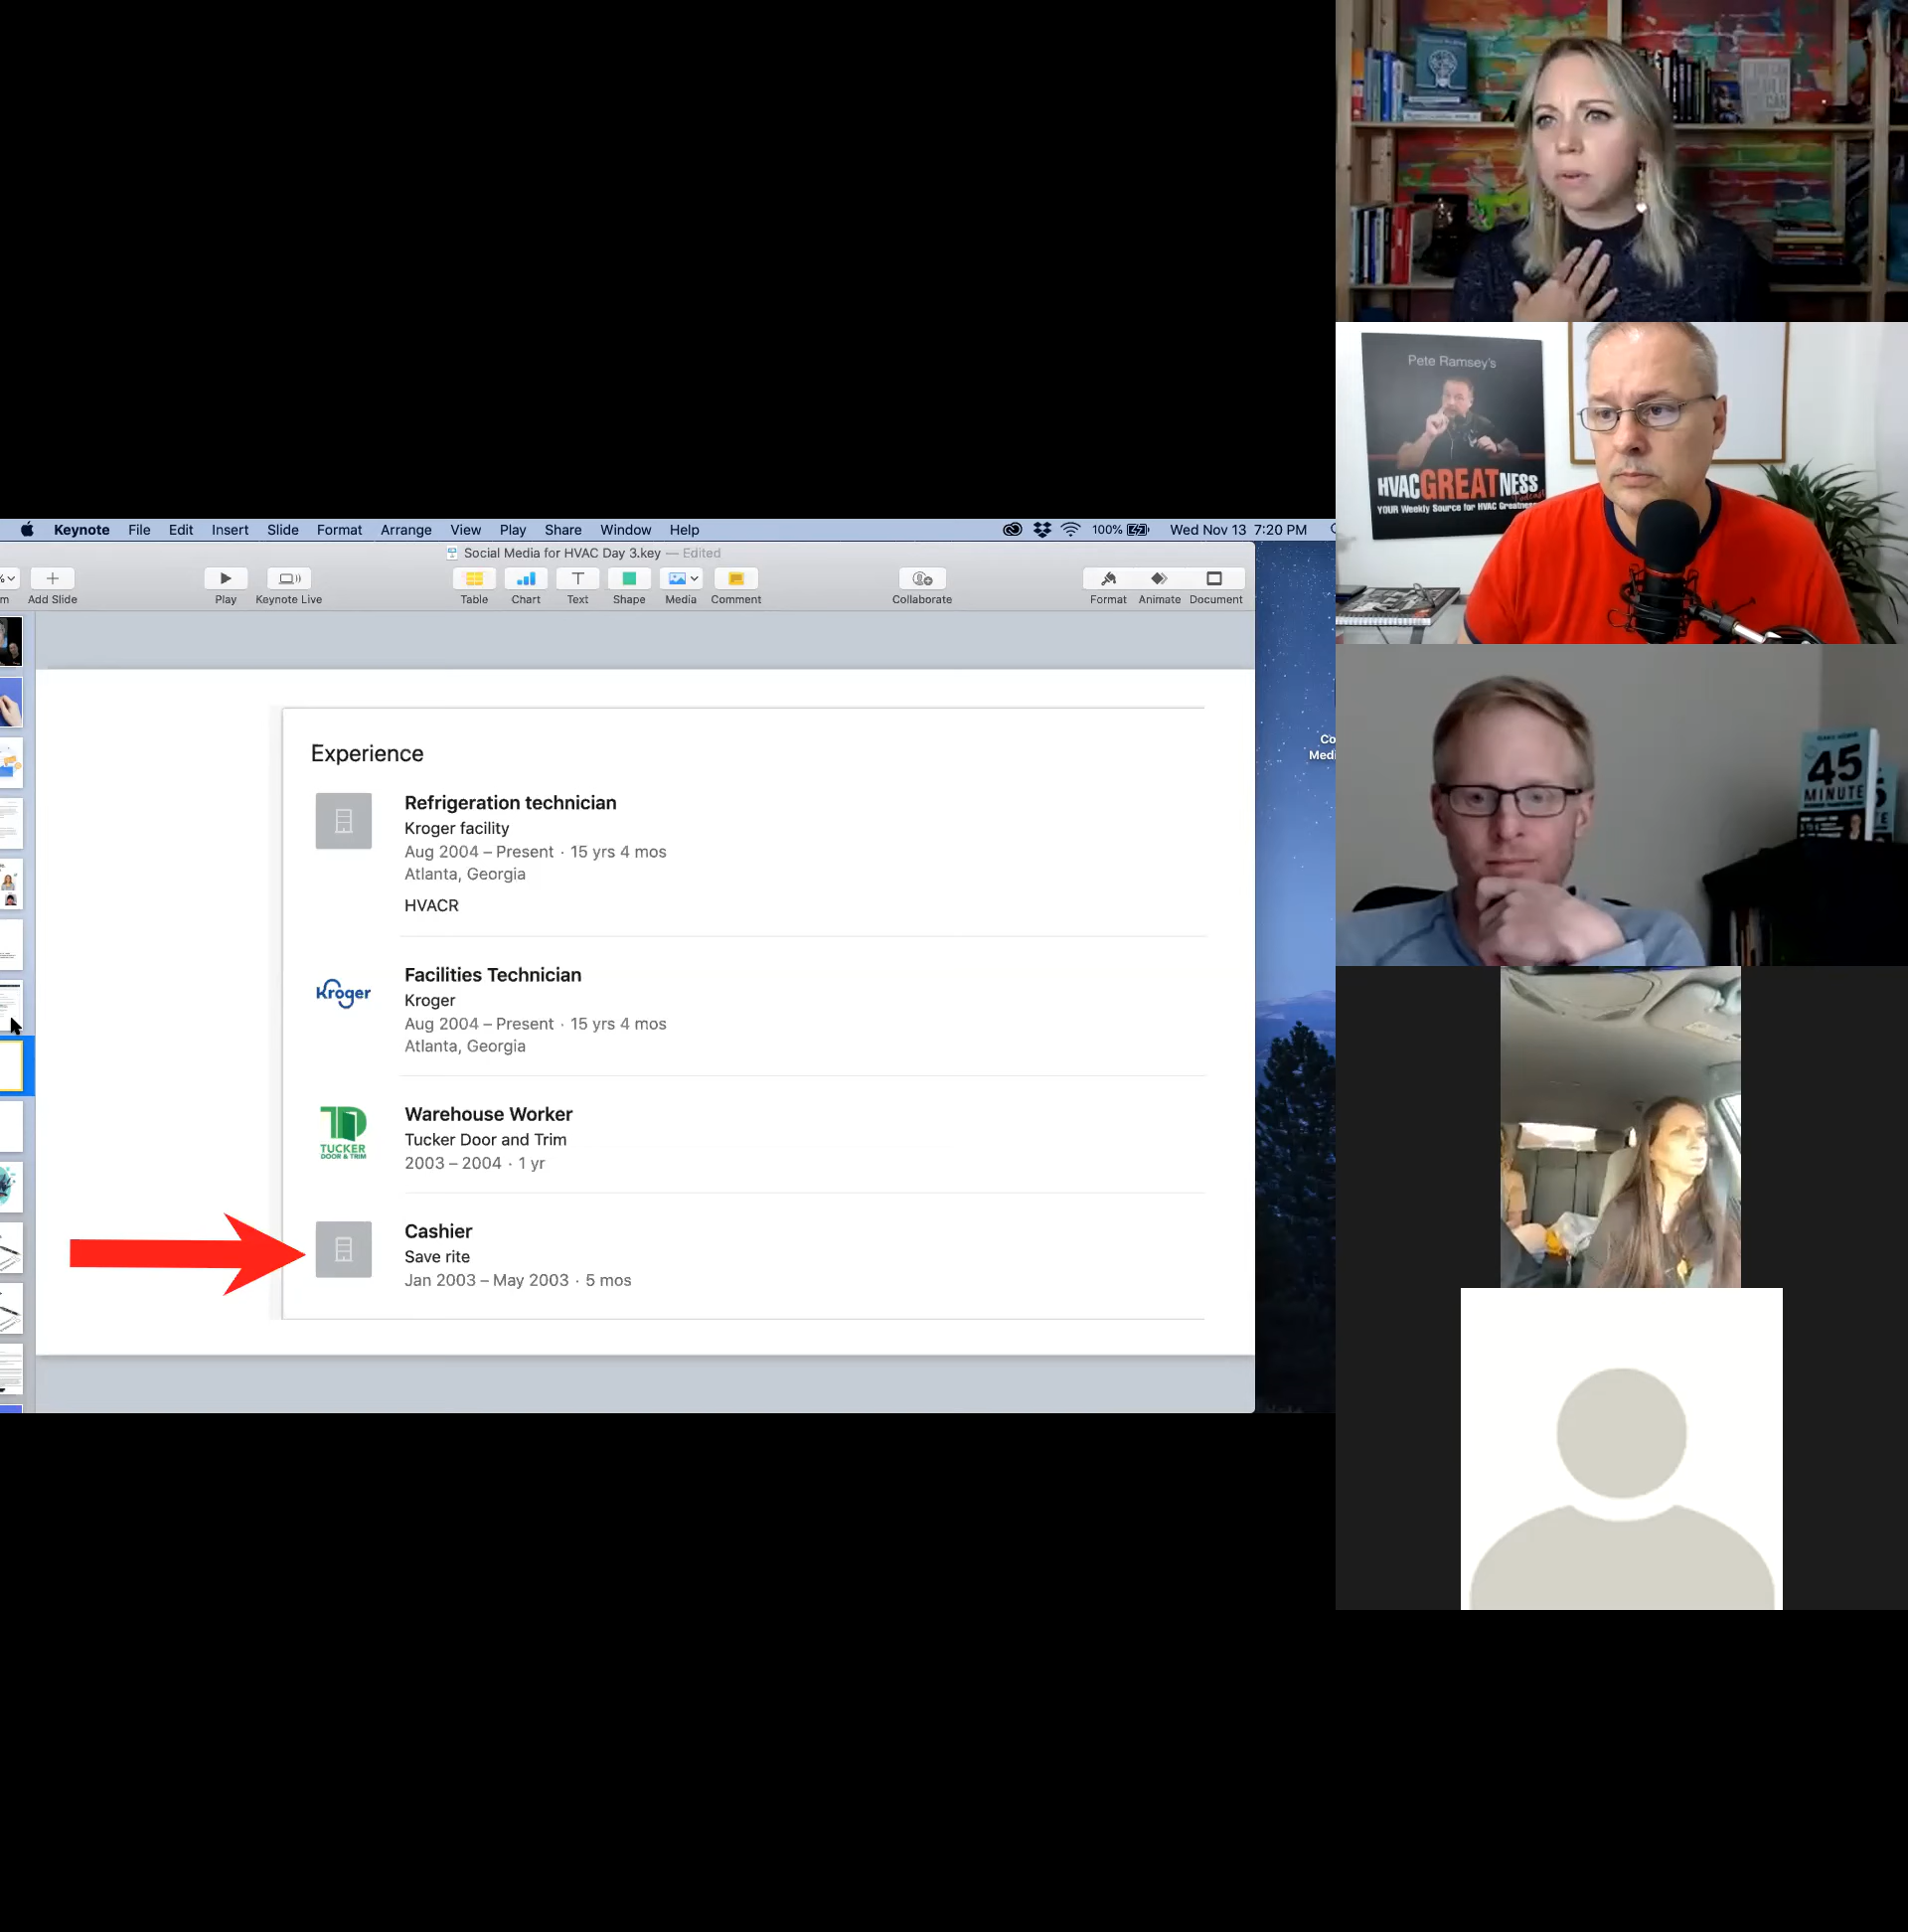 Keynote File Edit Insert Slide Format Arrange View Play Share Window Help 100% Wed Nov 13 7:20 PM
Social Media for HVAC Day 3.key — Edited
Add Slide Play Keynote Live Table Chart Text Shape Media Comment Collaborate Format Animate Document
Experience
Refrigeration technician
Kroger facility
Aug 2004 – Present · 15 yrs 4 mos
Atlanta, Georgia
HVACR
Kroger
Facilities Technician
Kroger
Aug 2004 – Present · 15 yrs 4 mos
Atlanta, Georgia
TUCKER
DOOR & TRIM
Warehouse Worker
Tucker Door and Trim
2003 – 2004 · 1 yr
Cashier
Save rite
Jan 2003 – May 2003 · 5 mos
Pete Ramsey's
HVACGREATNESS
Podcast
YOUR Weekly Source for HVAC Greatness
45
MINUTE